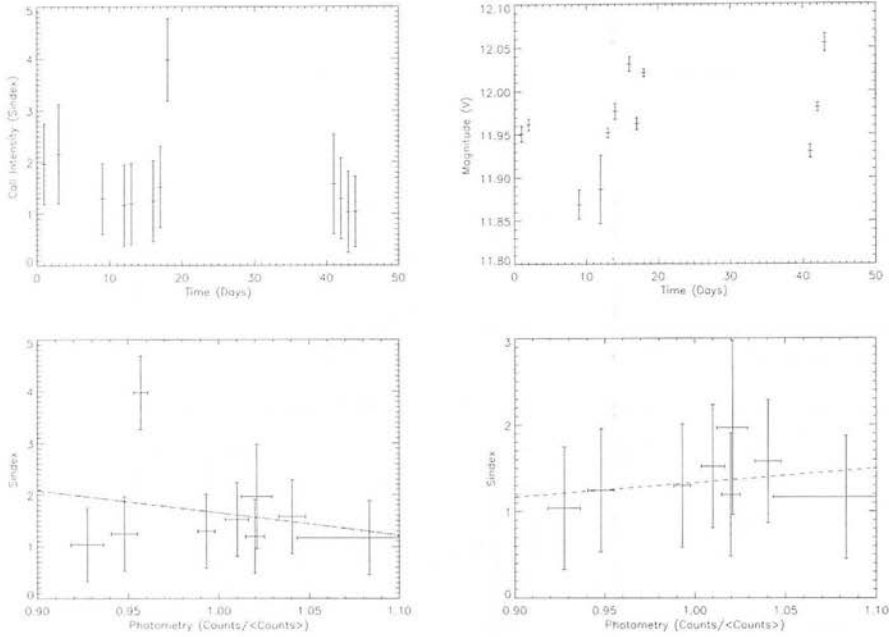 5
4
3
2
1
0
0 10 20 30 40 50
CaII Intensity (Sindex)
Time (Days)
12.10
12.05
12.00
11.95
11.90
11.85
11.80
0 10 20 30 40 50
Magnitude (V)
Time (Days)
5
4
3
2
1
0
0.90 0.95 1.00 1.05 1.10
Sindex
Photometry (Counts/<Counts>)
3
2
1
0
0.90 0.95 1.00 1.05 1.10
Sindex
Photometry (Counts/<Counts>)